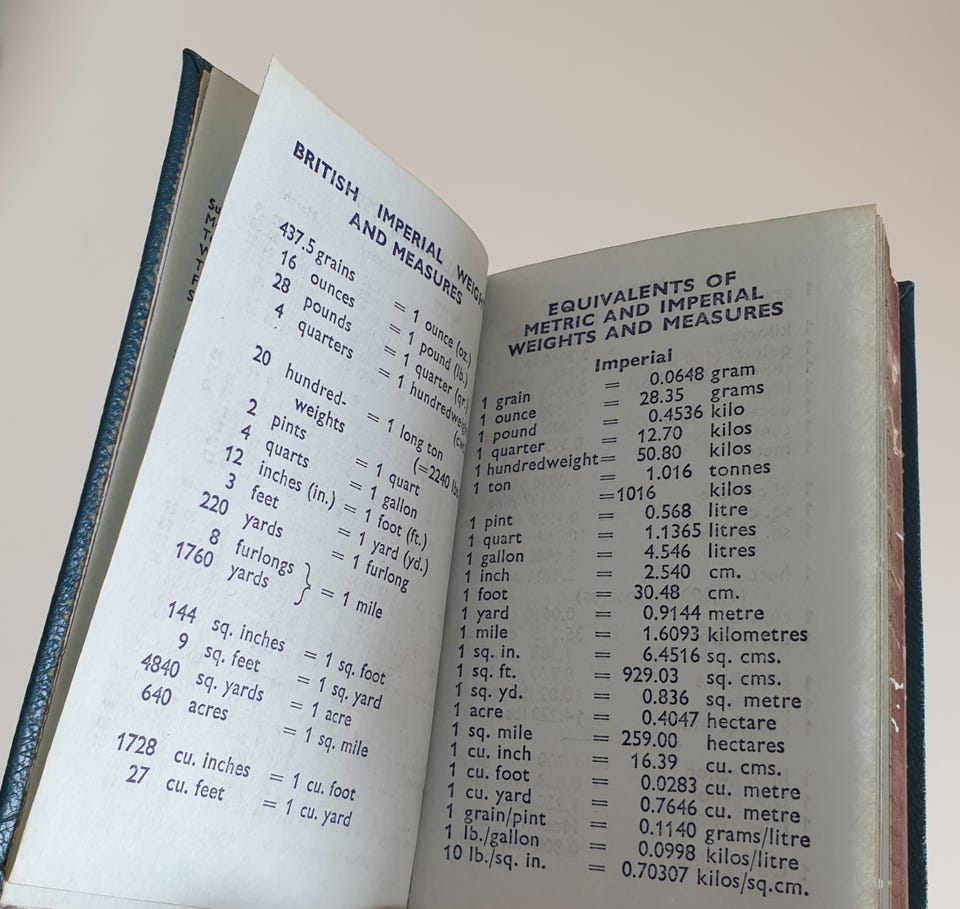 Su
M
T
W
T
F
S
BRITISH IMPERIAL WEIGH
AND MEASURES
437.5 grains = 1 ounce (oz.)
16 ounces = 1 pound (lb.)
28 pounds = 1 quarter (qr.)
4 quarters = 1 hundredweight
(cw
20 hundred-
weights = 1 long ton
(=2240 lbs
2 pints = 1 quart
4 quarts = 1 gallon
12 inches (in.) = 1 foot (ft.)
3 feet = 1 yard (yd.)
220 yards = 1 furlong
8 furlongs
1760 yards } = 1 mile
144 sq. inches = 1 sq. foot
9 sq. feet = 1 sq. yard
4840 sq. yards = 1 acre
640 acres = 1 sq. mile
1728 cu. inches = 1 cu. foot
27 cu. feet = 1 cu. yard
EQUIVALENTS OF
METRIC AND IMPERIAL
WEIGHTS AND MEASURES
Imperial
1 grain = 0.0648 gram
1 ounce = 28.35 grams
1 pound = 0.4536 kilo
1 quarter = 12.70 kilos
1 hundredweight = 50.80 kilos
1 ton = 1.016 tonnes
=1016 kilos
1 pint = 0.568 litre
1 quart = 1.1365 litres
1 gallon = 4.546 litres
1 inch = 2.540 cm.
1 foot = 30.48 cm.
1 yard = 0.9144 metre
1 mile = 1.6093 kilometres
1 sq. in. = 6.4516 sq. cms.
1 sq. ft. = 929.03 sq. cms.
1 sq. yd. = 0.836 sq. metre
1 acre = 0.4047 hectare
1 sq. mile = 259.00 hectares
1 cu. inch = 16.39 cu. cms.
1 cu. foot = 0.0283 cu. metre
1 cu. yard = 0.7646 cu. metre
1 grain/pint = 0.1140 grams/litre
1 lb./gallon = 0.0998 kilos/litre
10 lb./sq. in. = 0.70307 kilos/sq.cm.